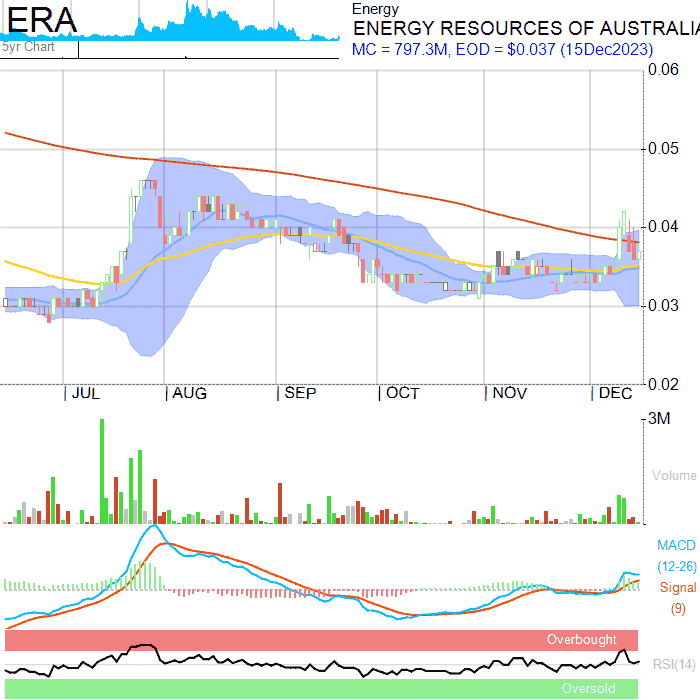 ERA
5yr Chart
Energy
ENERGY RESOURCES OF AUSTRALIA
MC = 797.3M, EOD = $0.037 (15Dec2023)
0.06
0.05
0.04
0.03
0.02
JUL AUG SEP OCT NOV DEC
3M
Volume
MACD
(12-26)
Signal
(9)
Overbought
RSI(14)
Oversold